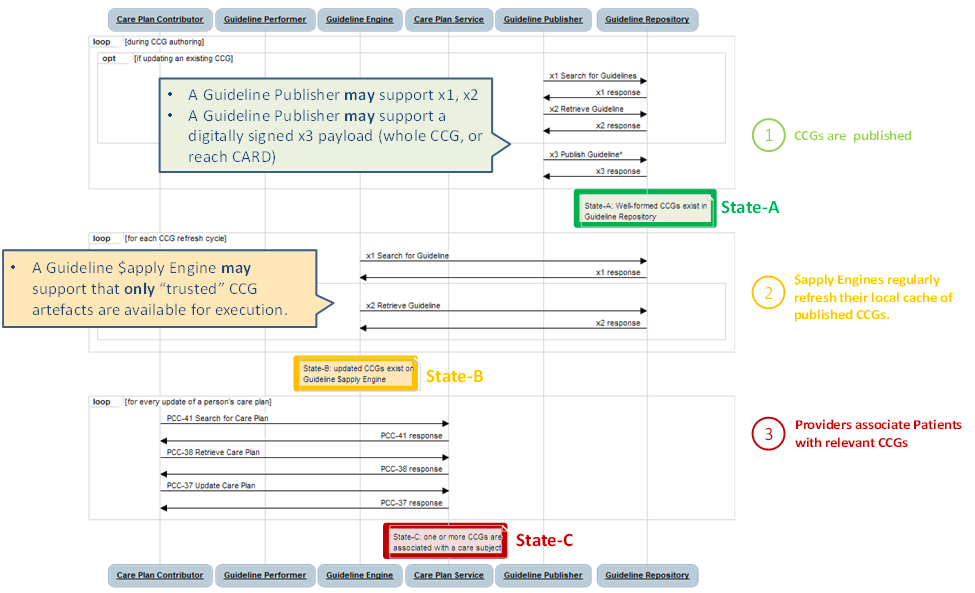 Care Plan Contributor Guideline Performer Guideline Engine Care Plan Service Guideline Publisher Guideline Repository
loop [during CCG authoring]
opt [if updating an existing CCG]
x1 Search for Guidelines
x1 response
x2 Retrieve Guideline
x2 response
x3 Publish Guideline*
x3 response
• A Guideline Publisher may support x1, x2
• A Guideline Publisher may support a
digitally signed x3 payload (whole CCG, or
reach CARD)
1 CCGs are published
State-A: Well-formed CCGs exist in
Guideline Repository
State-A
loop [for each CCG refresh cycle]
x1 Search for Guideline
x1 response
x2 Retrieve Guideline
x2 response
• A Guideline $apply Engine may
support that only “trusted” CCG
artefacts are available for execution.
2 $apply Engines regularly
refresh their local cache of
published CCGs.
State-B: updated CCGs exist on
Guideline $apply Engine
State-B
loop [for every update of a person's care plan]
PCC-41 Search for Care Plan
PCC-41 response
PCC-38 Retrieve Care Plan
PCC-38 response
PCC-37 Update Care Plan
PCC-37 response
3 Providers associate Patients
with relevant CCGs
State-C: one or more CCGs are
associated with a care subject
State-C
Care Plan Contributor Guideline Performer Guideline Engine Care Plan Service Guideline Publisher Guideline Repository